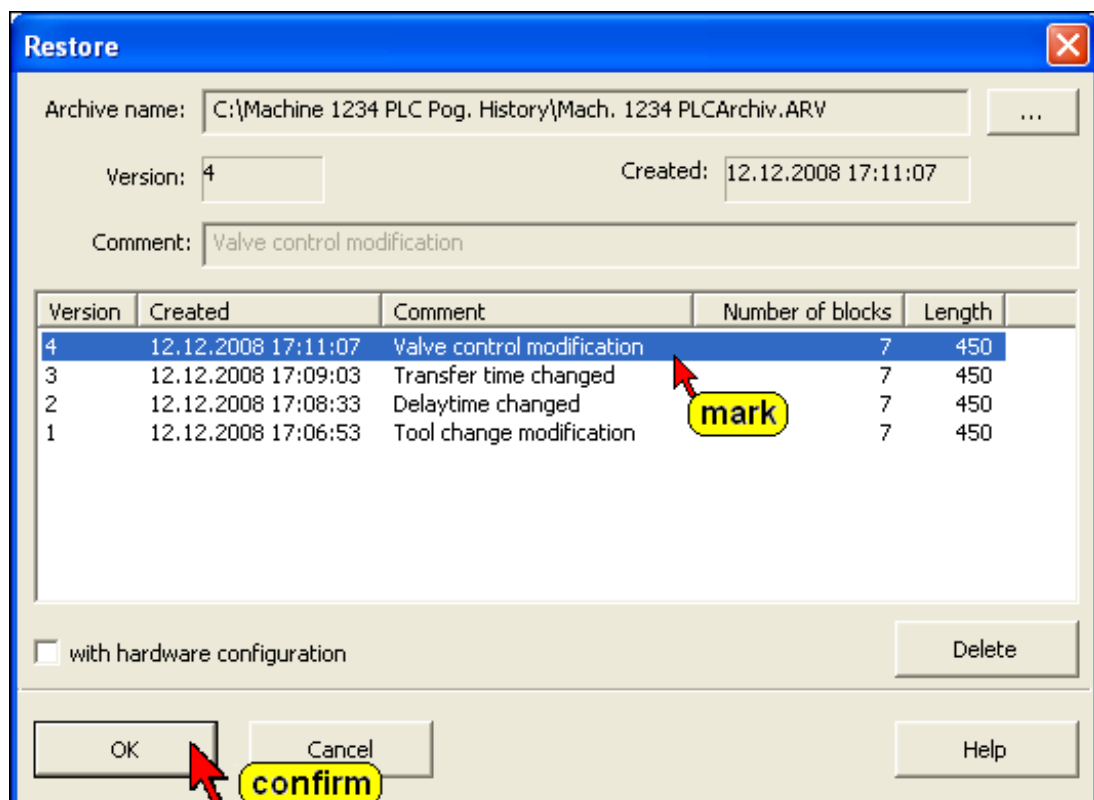 Restore
Archive name: C:\Machine 1234 PLC Pog. History\Mach. 1234 PLCArchiv.ARV ...
Version: 4 Created: 12.12.2008 17:11:07
Comment: Valve control modification
Version Created Comment Number of blocks Length
4 12.12.2008 17:11:07 Valve control modification 7 450
3 12.12.2008 17:09:03 Transfer time changed 7 450
2 12.12.2008 17:08:33 Delaytime changed 7 450
mark
1 12.12.2008 17:06:53 Tool change modification 7 450
with hardware configuration Delete
OK Cancel Help
confirm